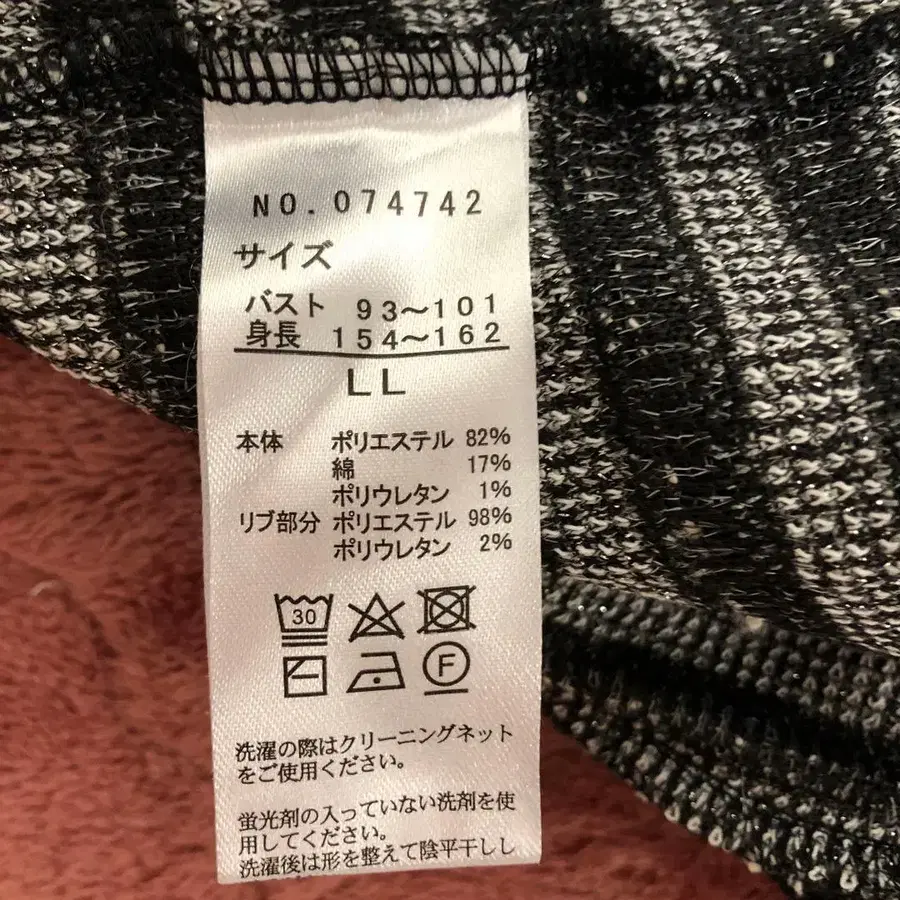 NO.074742
サイズ
バスト 93～101
身長 154～162
LL
本体 ポリエステル 82%
綿 17%
ポリウレタン 1%
リブ部分 ポリエステル 98%
ポリウレタン 2%
30
F
洗濯の際はクリーニングネット
をご使用ください。
蛍光剤の入っていない洗剤を使
用してください。
洗濯後は形を整えて陰平干しし